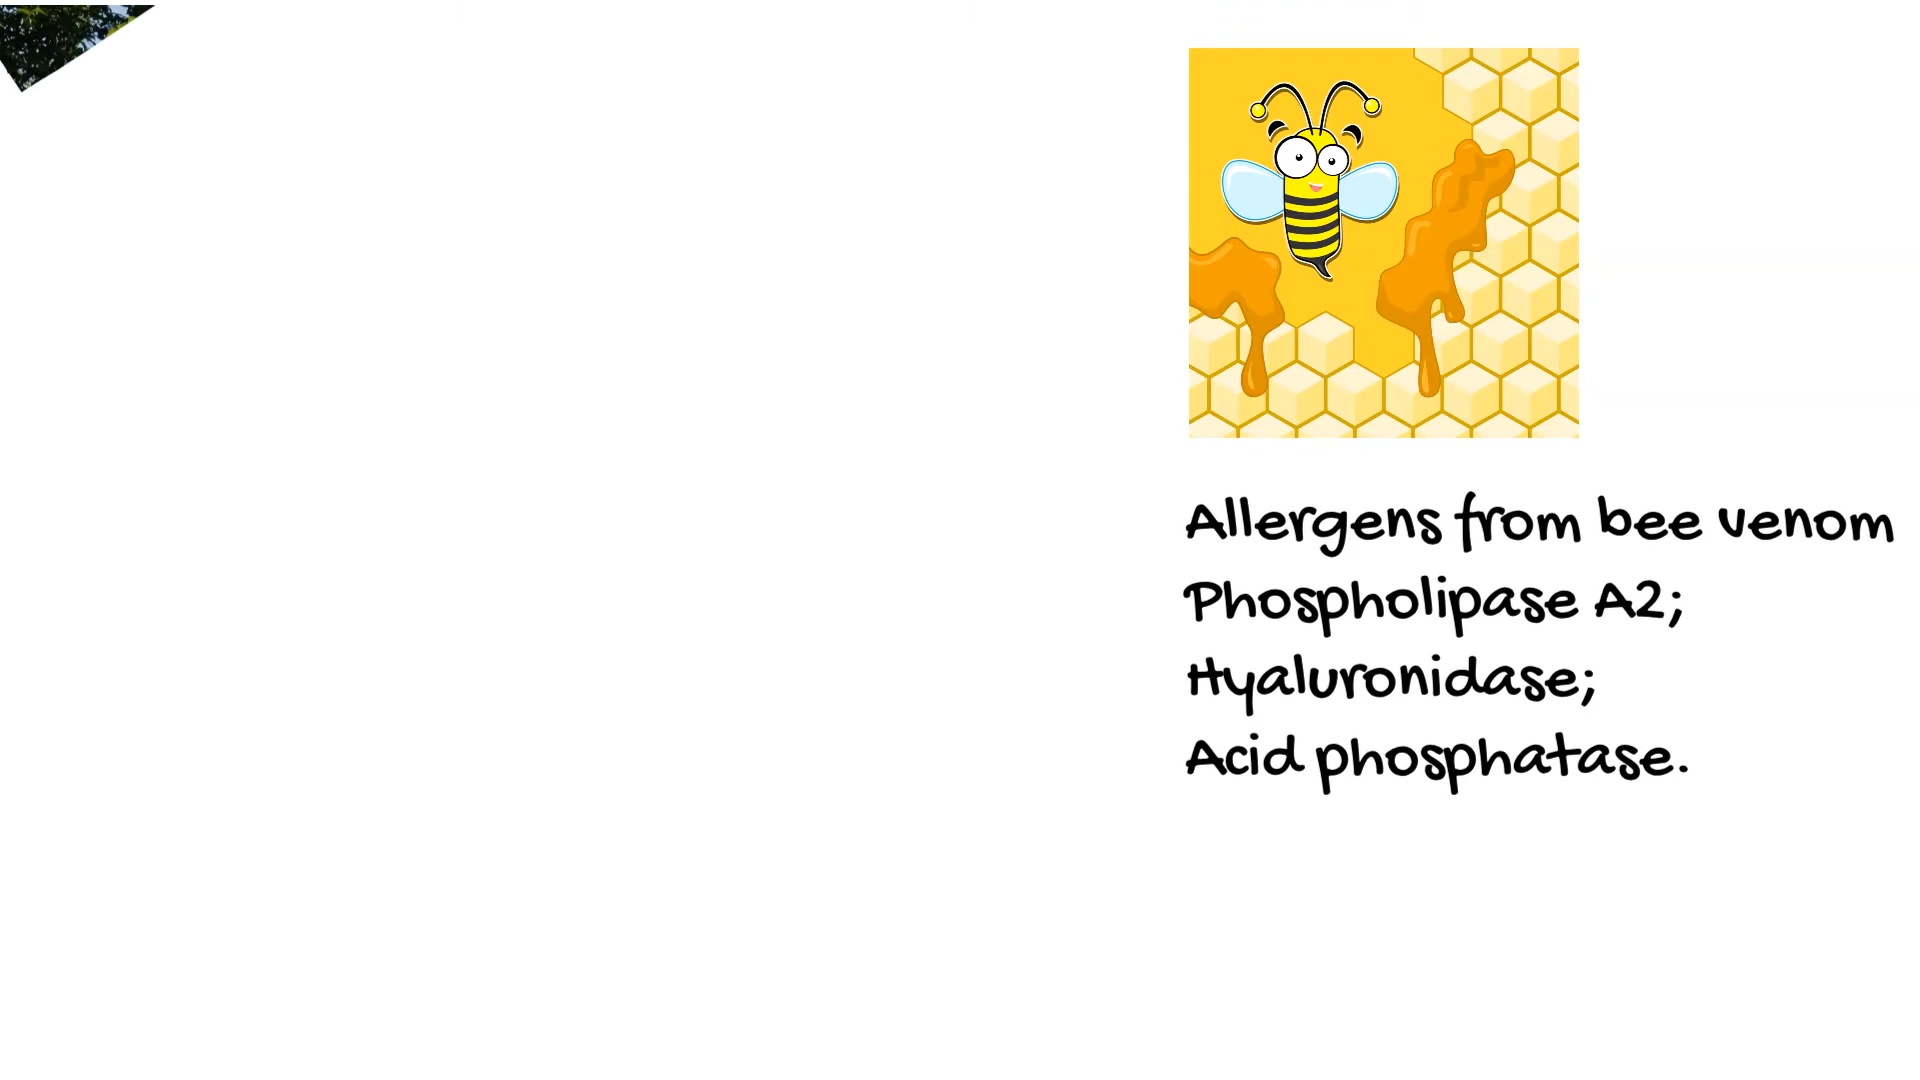 Allergens from bee venom
Phospholipase A2;
Hyaluronidase;
Acid phosphatase.